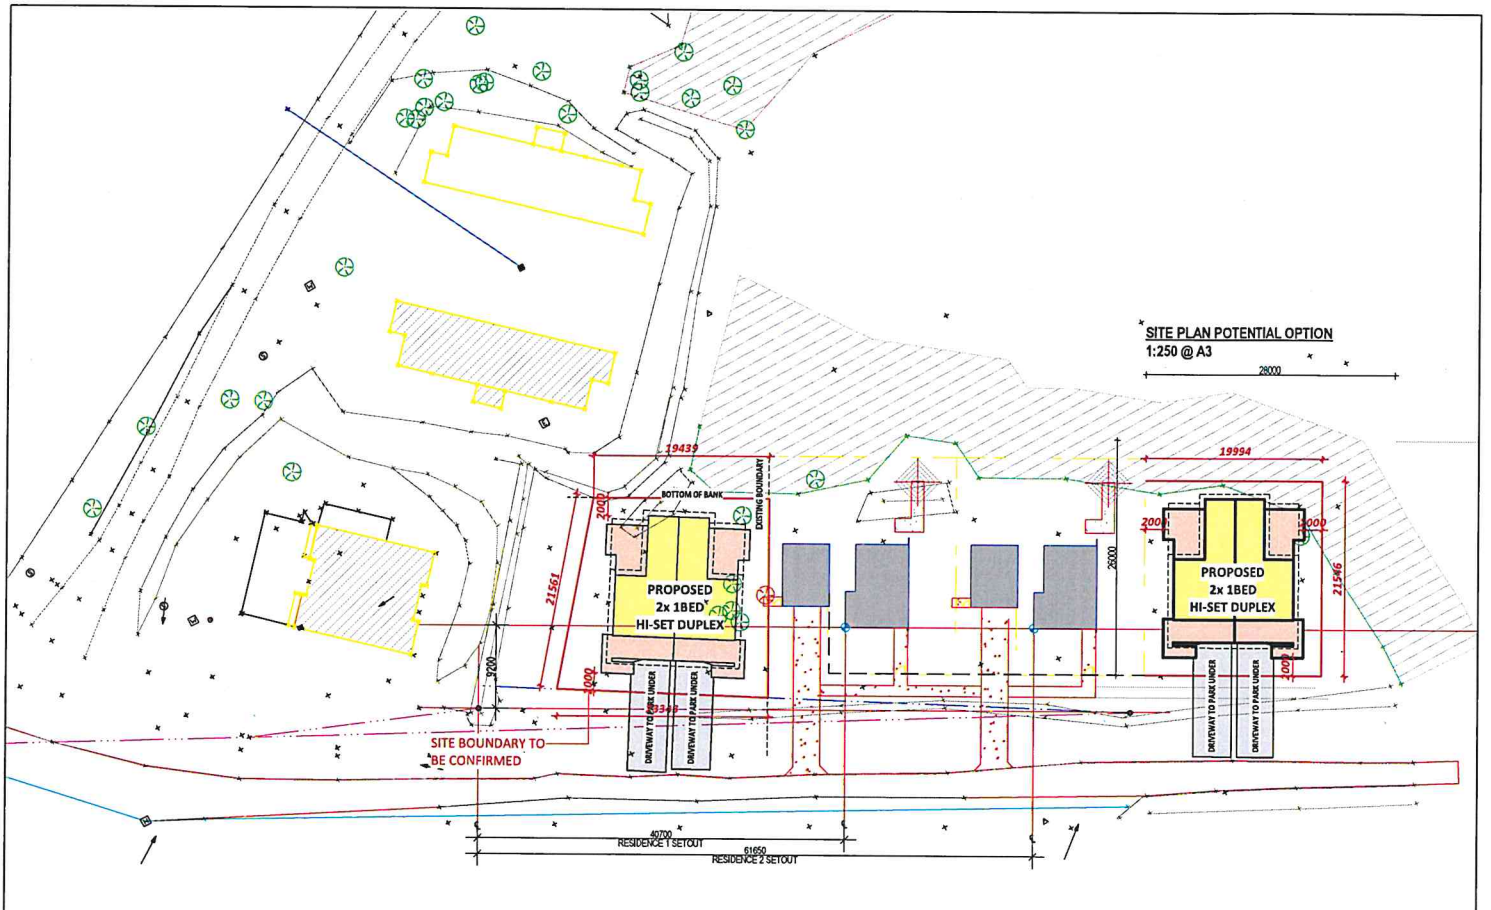 SITE PLAN POTENTIAL OPTION
1:250 @ A3
28000
19439
19994
BOTTOM OF BANK
EXISTING BOUNDARY
2000
2000
2000
21561
26000
21546
PROPOSED
2x 1BED
HI-SET DUPLEX
PROPOSED
2x 1BED
HI-SET DUPLEX
9200
2000
DRIVEWAY TO PARK UNDER
DRIVEWAY TO PARK UNDER
DRIVEWAY TO PARK UNDER
DRIVEWAY TO PARK UNDER
SITE BOUNDARY TO
BE CONFIRMED
40700
RESIDENCE 1 SETOUT
61650
RESIDENCE 2 SETOUT